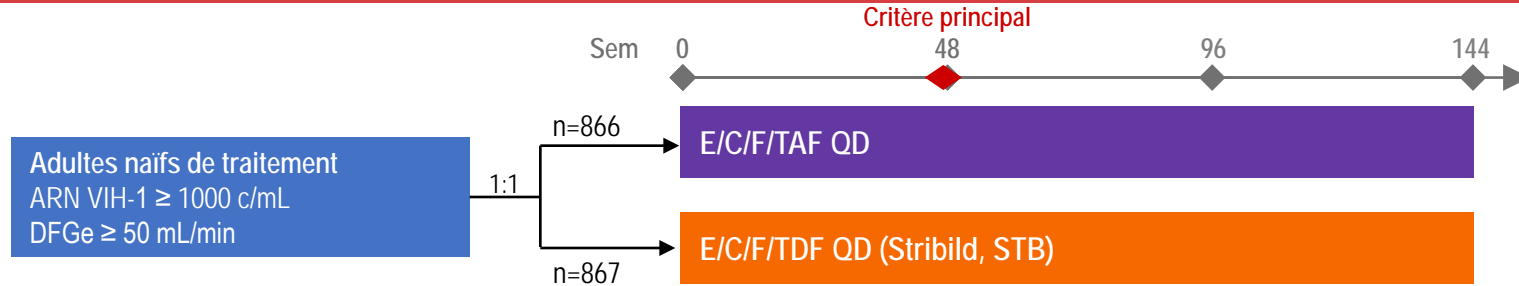 Critère principal
Sem 0 48 96 144
n=866
E/C/F/TAF QD
Adultes naïfs de traitement
ARN VIH-1 ≥ 1000 c/mL
DFGe ≥ 50 mL/min
1:1
E/C/F/TDF QD (Stribild, STB)
n=867